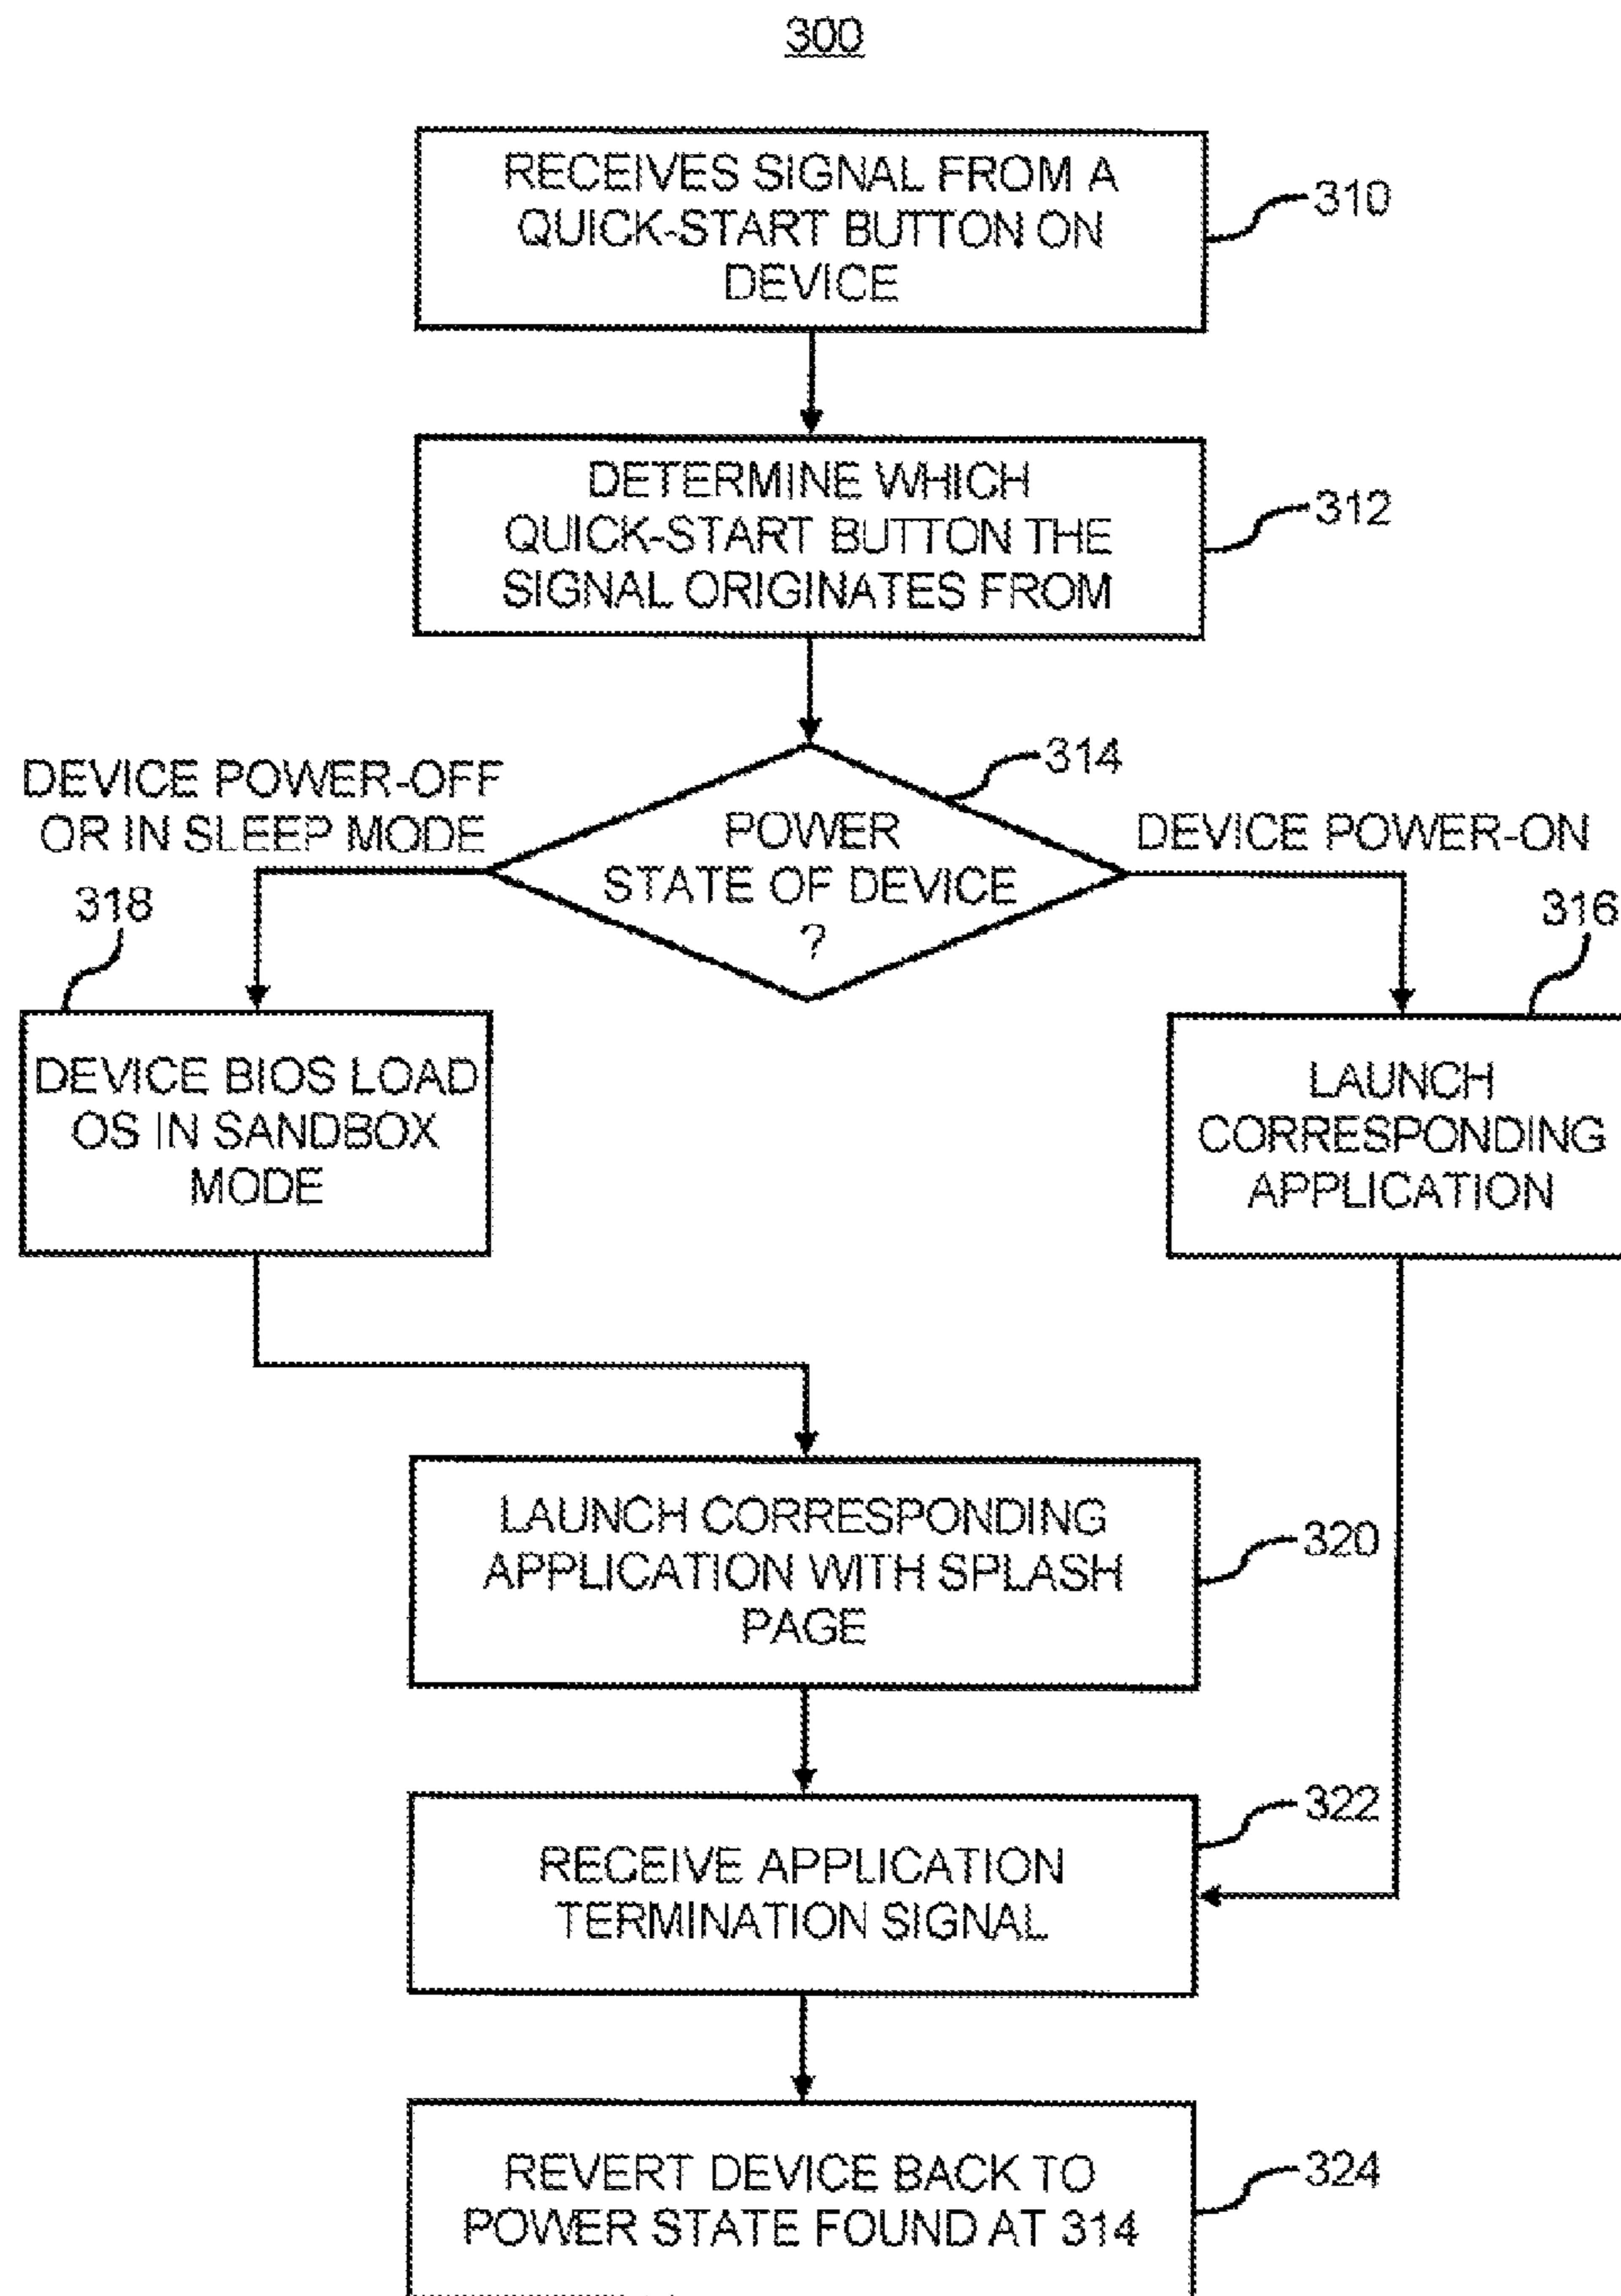 300
RECEIVES SIGNAL FROM A
QUICK-START BUTTON ON
DEVICE
310
DETERMINE WHICH
QUICK-START BUTTON THE
SIGNAL ORIGINATES FROM
312
314
DEVICE POWER-OFF
OR IN SLEEP MODE
POWER
STATE OF DEVICE
?
DEVICE POWER-ON
318
316
DEVICE BIOS LOAD
OS IN SANDBOX
MODE
LAUNCH
CORRESPONDING
APPLICATION
LAUNCH CORRESPONDING
APPLICATION WITH SPLASH
PAGE
320
322
RECEIVE APPLICATION
TERMINATION SIGNAL
REVERT DEVICE BACK TO
POWER STATE FOUND AT 314
324